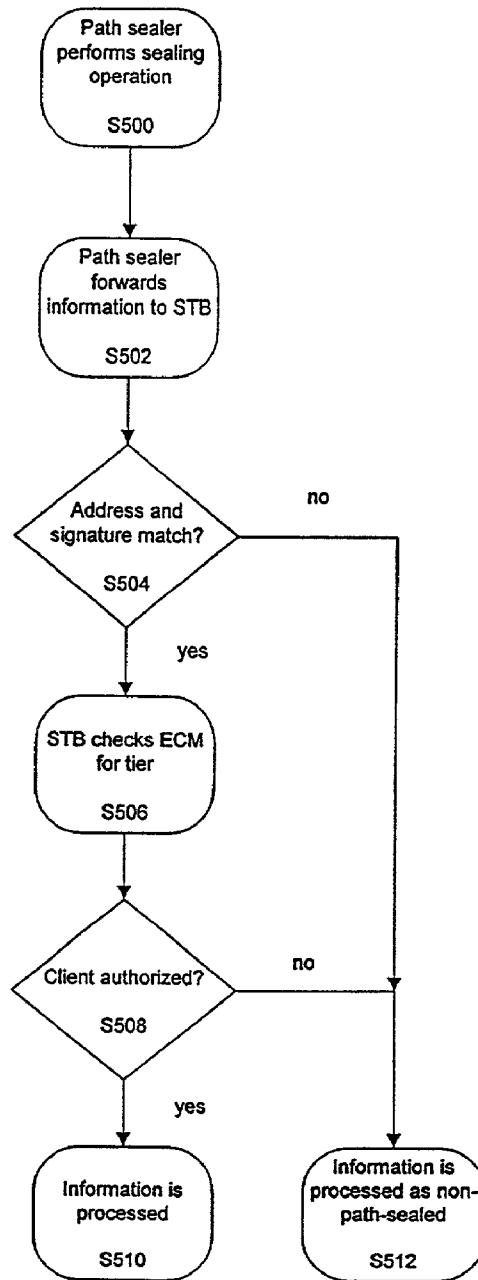 Path sealer
performs sealing
operation
S500
Path sealer
forwards
information to STB
S502
Address and
signature match?
S504
no
yes
STB checks ECM
for tier
S506
Client authorized?
S508
no
yes
Information is
processed
S510
Information is
processed as non-
path-sealed
S512